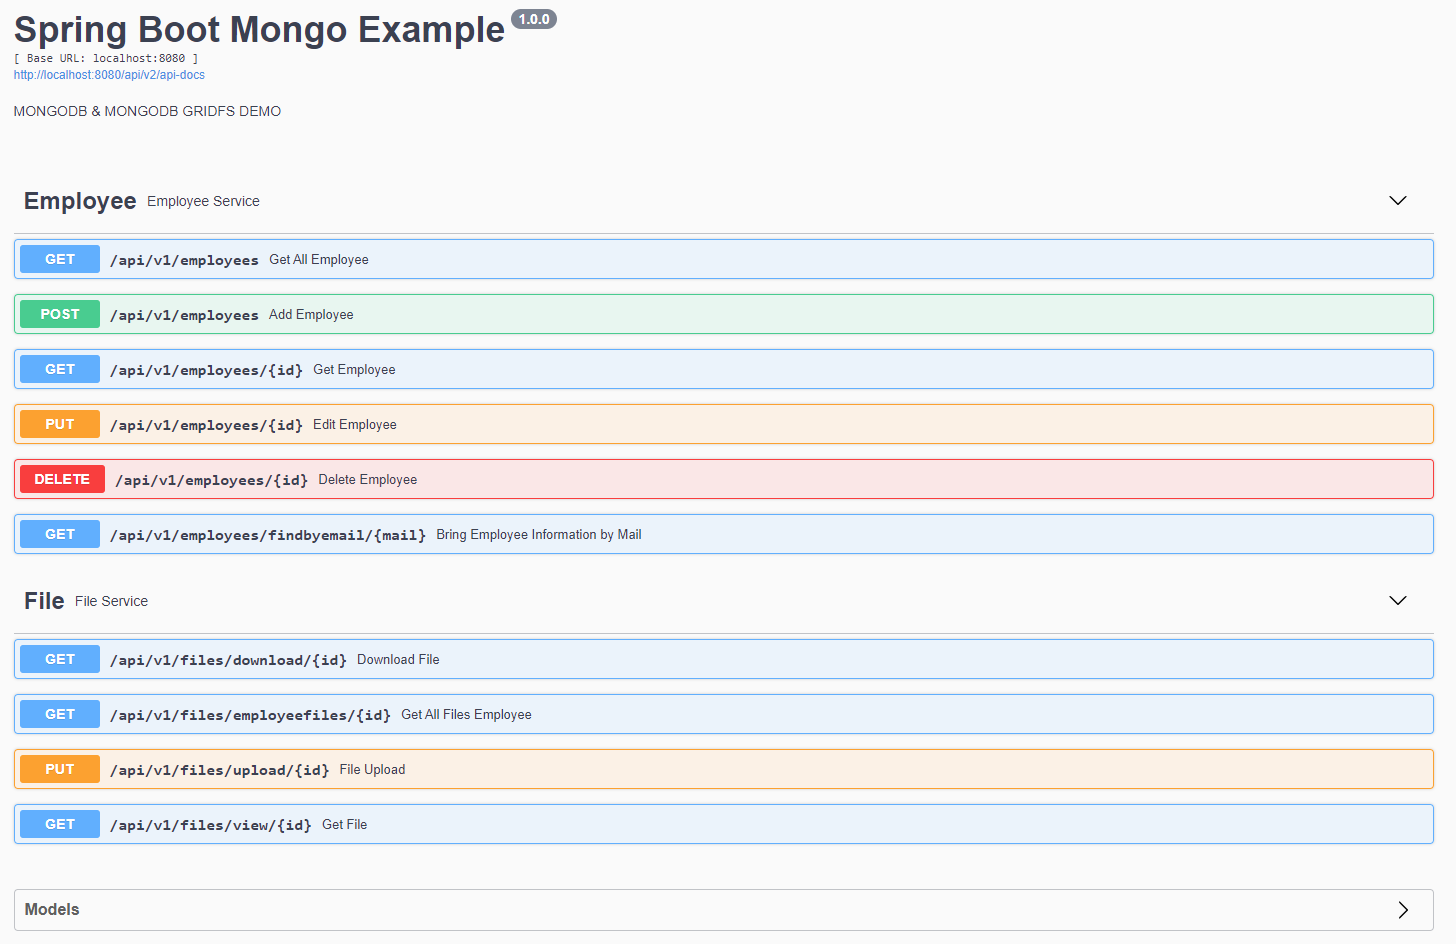 Spring Boot Mongo Example 1.0.0
[ Base URL: localhost:8080 ]
http://localhost:8080/api/v2/api-docs
MONGODB & MONGODB GRIDFS DEMO
Employee Employee Service
GET /api/v1/employees Get All Employee
POST /api/v1/employees Add Employee
GET /api/v1/employees/{id} Get Employee
PUT /api/v1/employees/{id} Edit Employee
DELETE /api/v1/employees/{id} Delete Employee
GET /api/v1/employees/findbyemail/{mail} Bring Employee Information by Mail
File File Service
GET /api/v1/files/download/{id} Download File
GET /api/v1/files/employeefiles/{id} Get All Files Employee
PUT /api/v1/files/upload/{id} File Upload
GET /api/v1/files/view/{id} Get File
Models